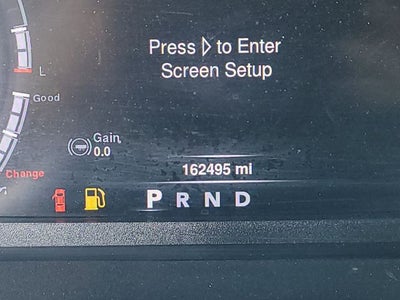 Press ▷ to Enter
Screen Setup
L
Good
Gain
0.0
162495 mi
Change
P R N D